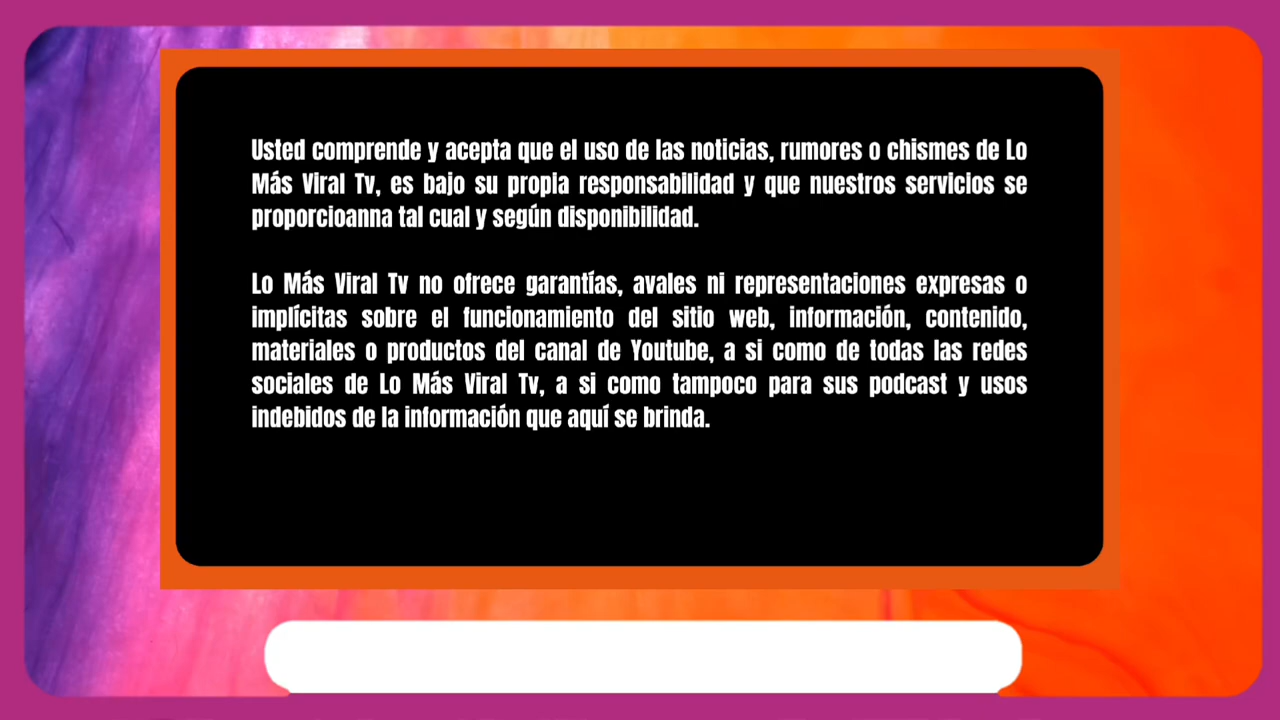 Usted comprende y acepta que el uso de las noticias, rumores o chismes de Lo
Más Viral Tv, es bajo su propia responsabilidad y que nuestros servicios se
proporcioanna tal cual y según disponibilidad.
Lo Más Viral Tv no ofrece garantías, avales ni representaciones expresas o
implícitas sobre el funcionamiento del sitio web, información, contenido,
materiales o productos del canal de Youtube, a si como de todas las redes
sociales de Lo Más Viral Tv, a si como tampoco para sus podcast y usos
indebidos de la información que aquí se brinda.